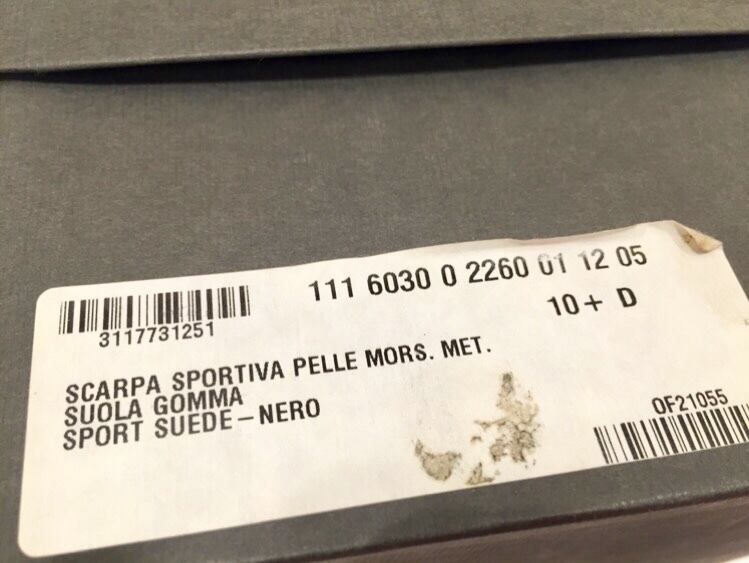 111 6030 0 2260 01 12 05
10+ D
3117731251
SCARPA SPORTIVA PELLE MORS. MET.
SUOLA GOMMA
SPORT SUEDE-NERO
OF21055